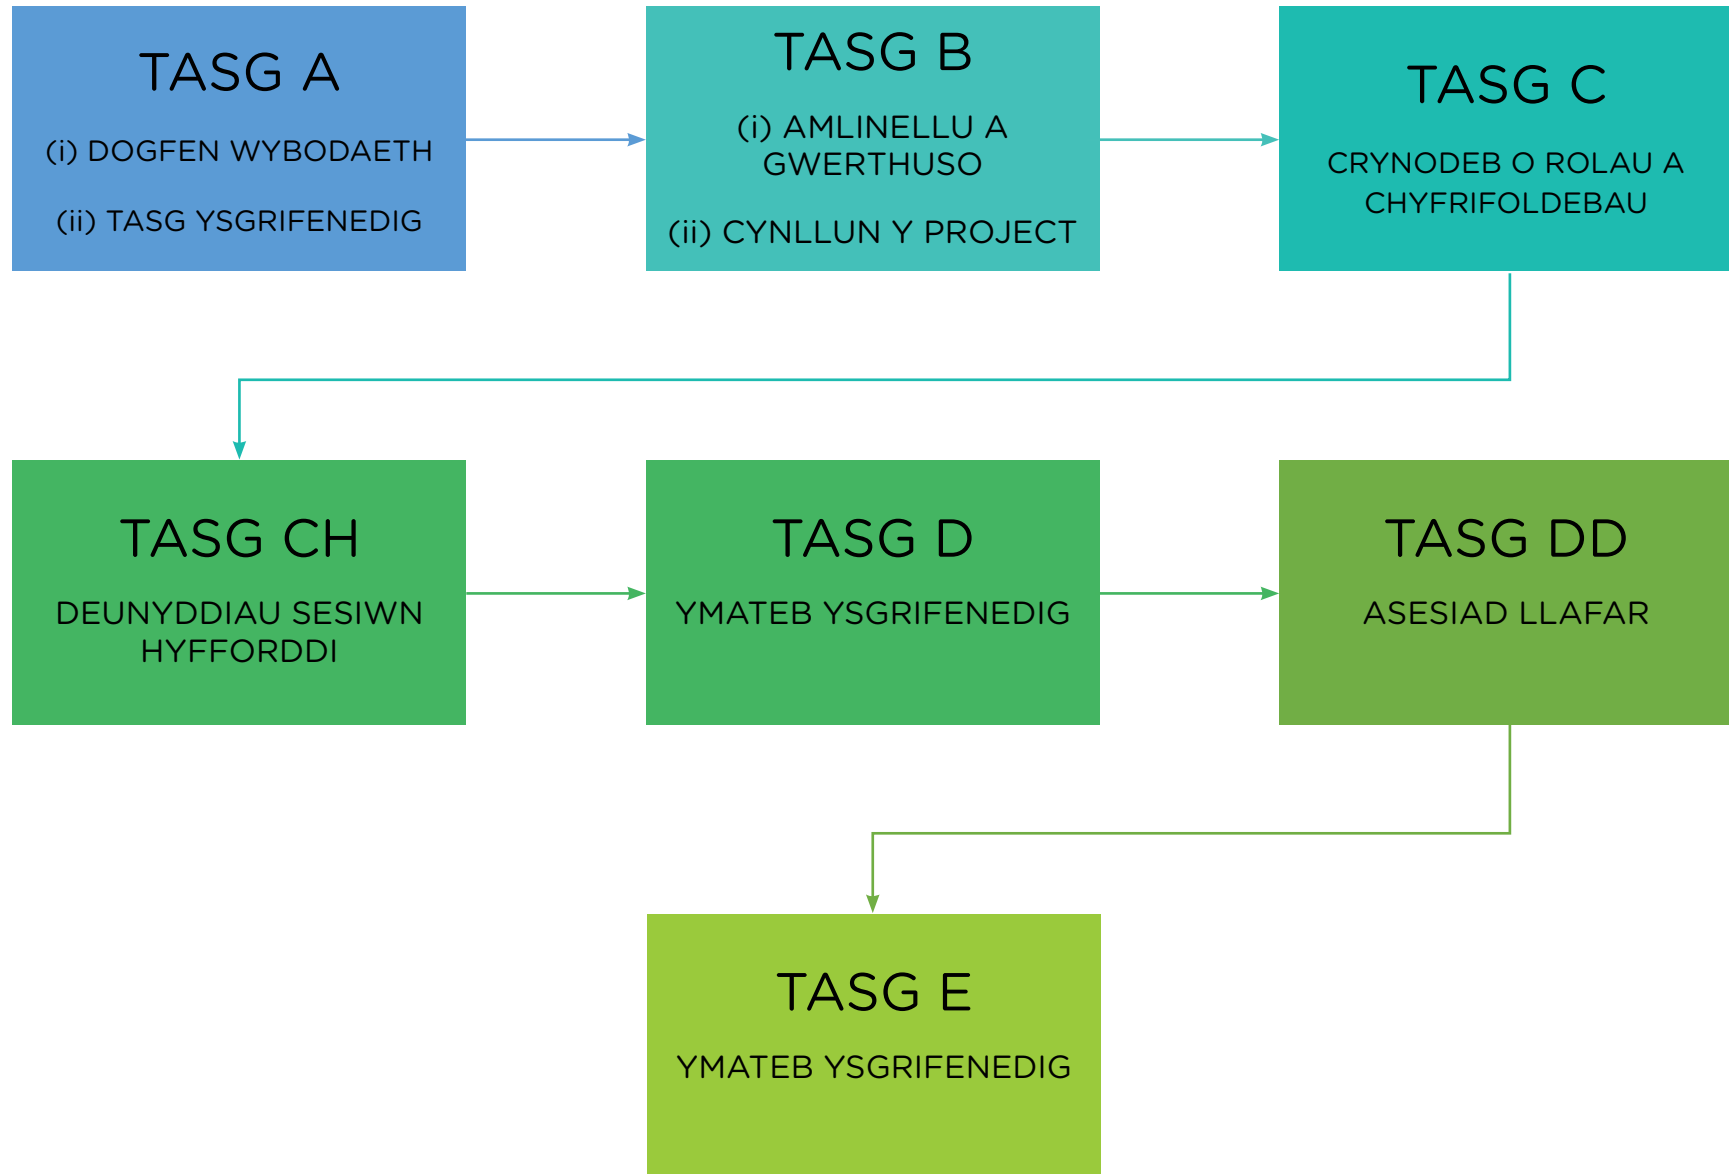 TASG A
(i) DOGFEN WYBODAETH
(ii) TASG YSGRIFENEDIG
TASG B
(i) AMLINELLU A
GWERTHUSO
(ii) CYNLLUN Y PROJECT
TASG C
CRYNODEB O ROLAU A
CHYFRIFOLDEBAU
TASG CH
DEUNYDDIAU SESIWN
HYFFORDDI
TASG D
YMATEB YSGRIFENEDIG
TASG DD
ASESIAD LLAFAR
TASG E
YMATEB YSGRIFENEDIG